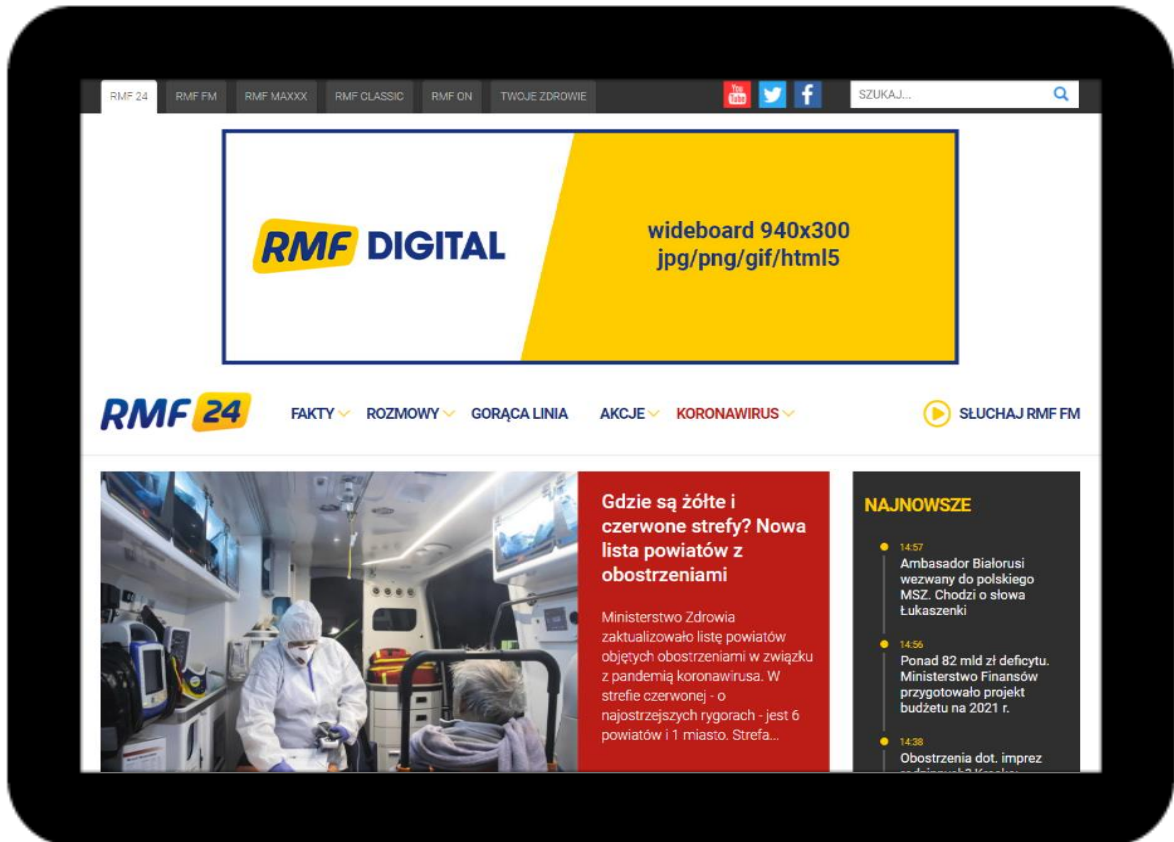 RMF 24 RMF FM RMF MAXXX RMF CLASSIC RMF ON TWOJE ZDROWIE You Tube SZUKAJ...
RMF DIGITAL
wideboard 940x300
jpg/png/gif/html5
RMF 24 FAKTY ROZMOWY GORĄCA LINIA AKCJE KORONAWIRUS SŁUCHAJ RMF FM
Gdzie są żółte i
czerwone strefy? Nowa
lista powiatów z
obostrzeniami
Ministerstwo Zdrowia
zaktualizowało listę powiatów
objętych obostrzeniami w związku
z pandemią koronawirusa. W
strefie czerwonej - o
najostrzejszych rygorach - jest 6
powiatów i 1 miasto. Strefa...
NAJNOWSZE
14:57
Ambasador Białorusi
wezwany do polskiego
MSZ. Chodzi o słowa
Łukaszenki
14:56
Ponad 82 mld zł deficytu.
Ministerstwo Finansów
przygotowało projekt
budżetu na 2021 r.
14:38
Obostrzenia dot. imprez